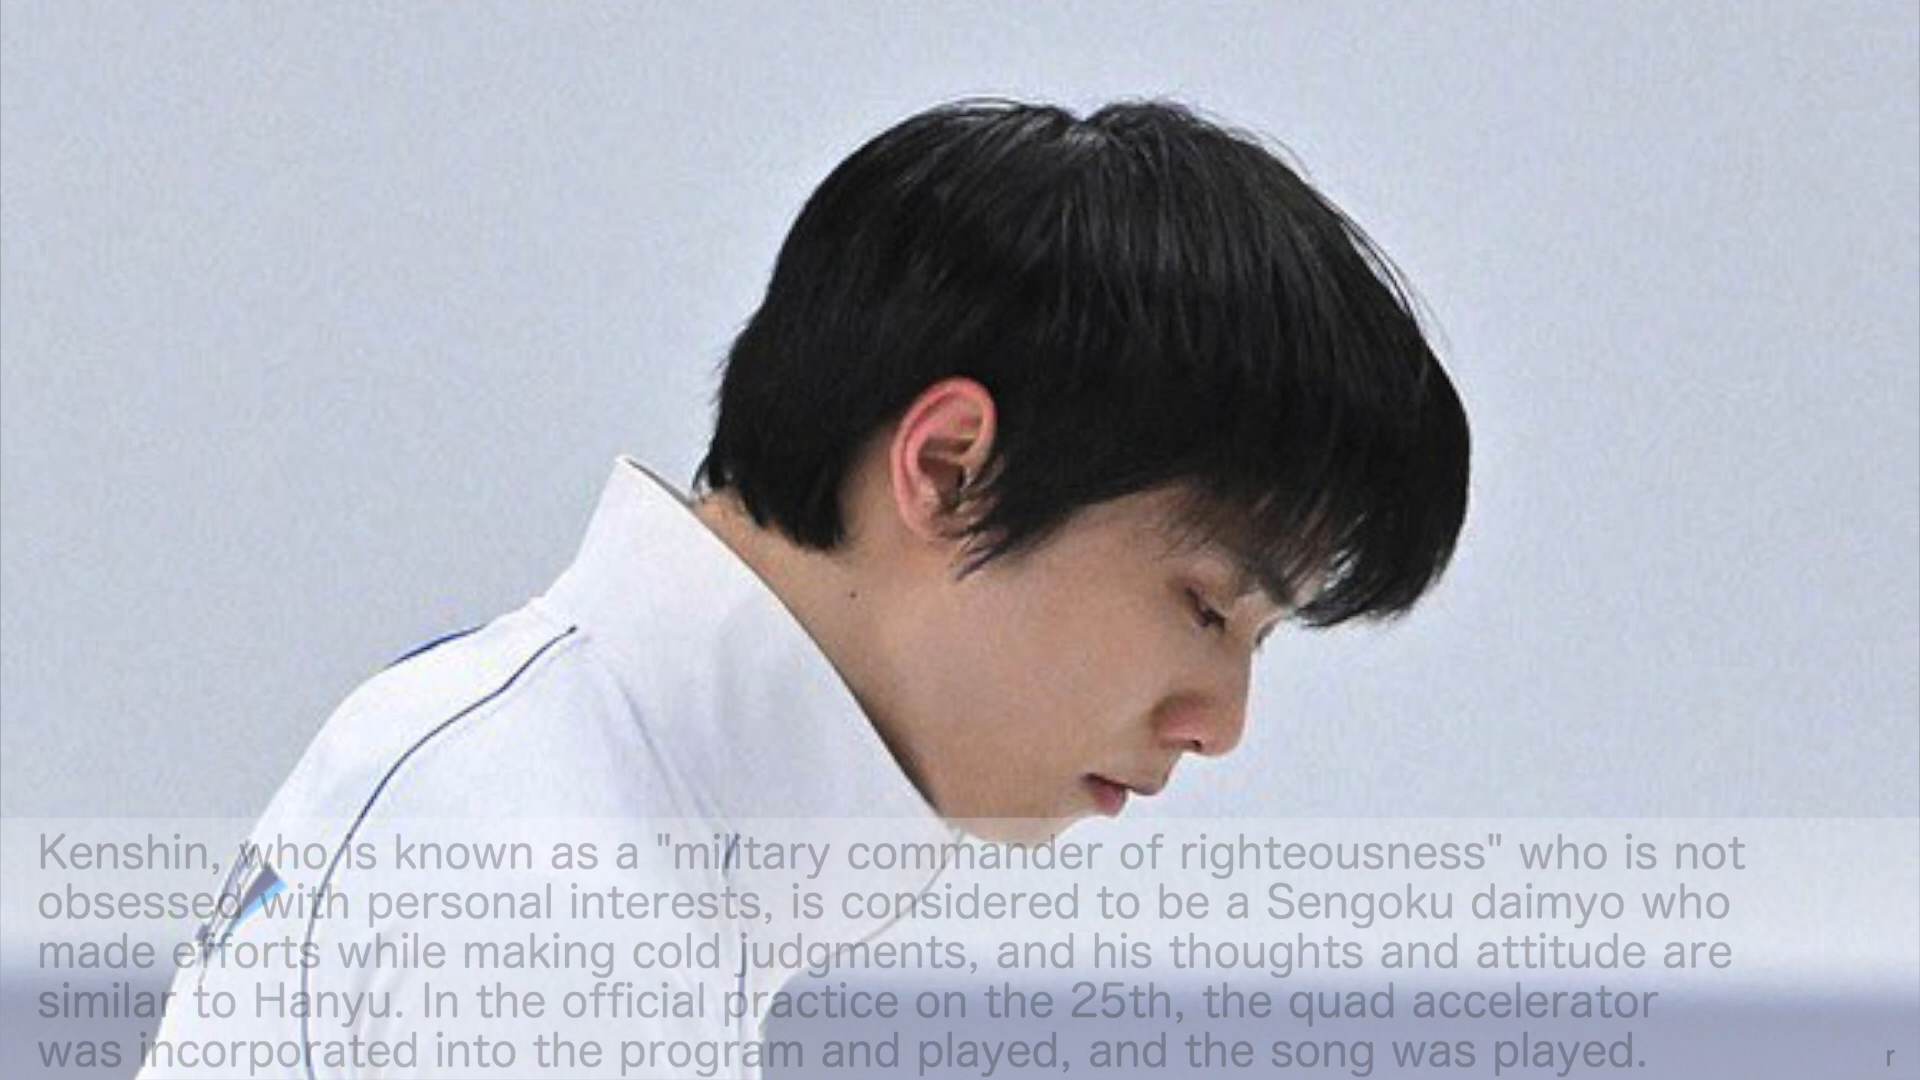 Kenshin, who is known as a "military commander of righteousness" who is not
obsessed with personal interests, is considered to be a Sengoku daimyo who
made efforts while making cold judgments, and his thoughts and attitude are
similar to Hanyu. In the official practice on the 25th, the quad accelerator
was incorporated into the program and played, and the song was played.
r